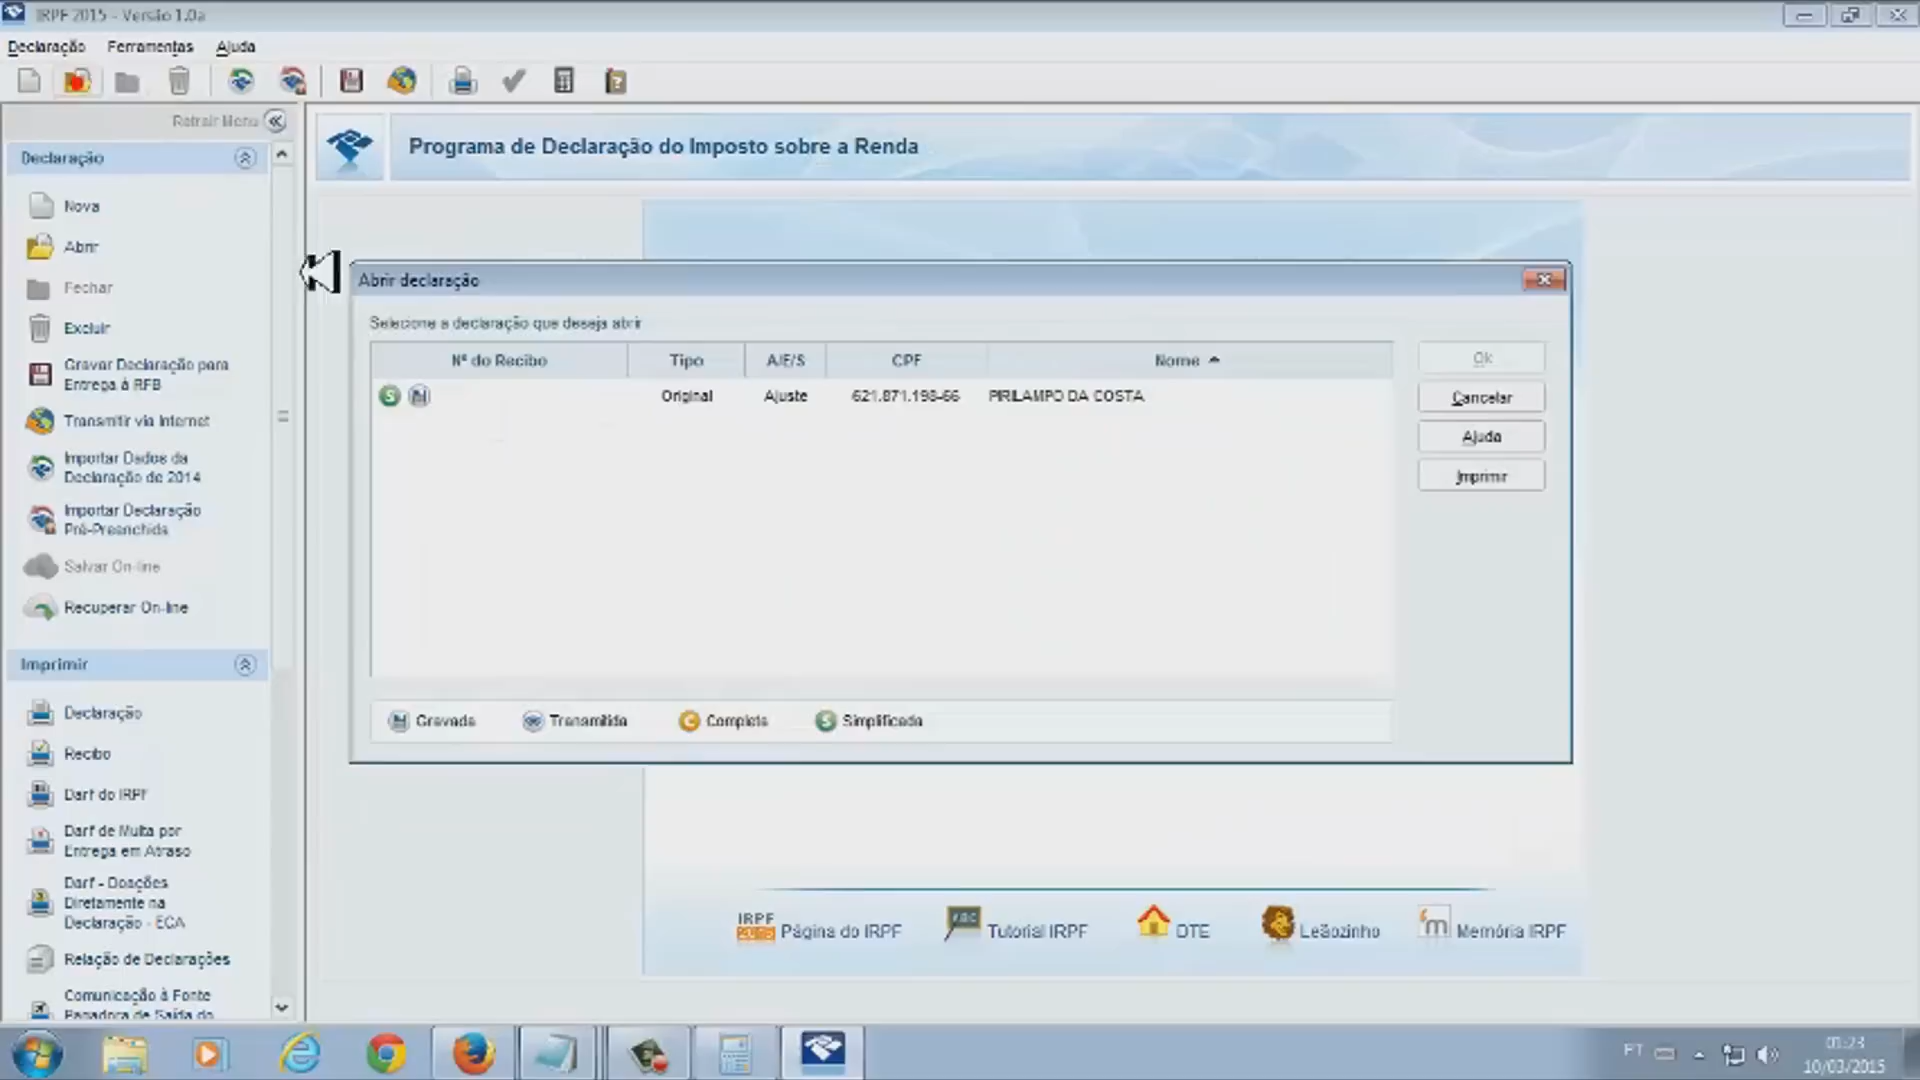 IRPF 2015 - Versão 1.0a
Declaração Ferramentas Ajuda
Retrair Menu
Declaração
Nova
Abrir
Fechar
Excluir
Gravar Declaração para
Entrega à RFB
Transmitir via Internet
Importar Dados da
Declaração de 2014
Importar Declaração
Pré-Preenchida
Salvar On-line
Recuperar On-line
Imprimir
Declaração
Recibo
Darf do IRPF
Darf de Multa por
Entrega em Atraso
Darf - Doações
Diretamente na
Declaração - ECA
Relação de Declarações
Comunicação à Fonte
Pagadora de Saída do
Programa de Declaração do Imposto sobre a Renda
Abrir declaração
Selecione a declaração que deseja abrir
Nº do Recibo Tipo A/E/S CPF Nome
Original Ajuste 621.871.198-66 PIRILAMPO DA COSTA
Ok
Cancelar
Ajuda
Imprimir
Gravada Transmitida Completa Simplificada
IRPF Página do IRPF Tutorial IRPF DTE Leãozinho Memória IRPF
PT
01:23
10/03/2015